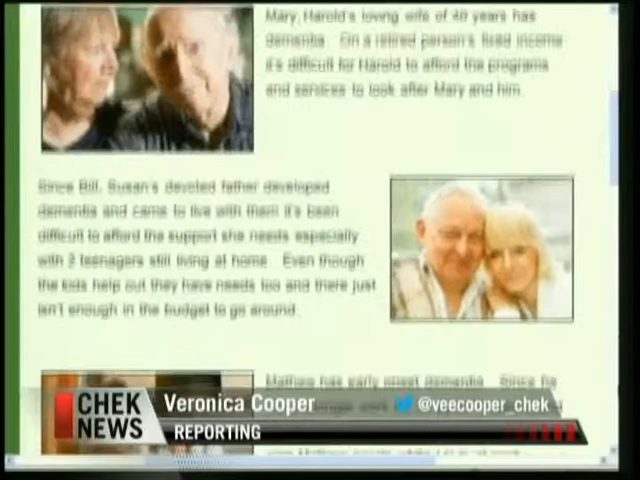 Mary, Harold's loving wife of 40 years has
dementia. On a retired person's fixed income
it's difficult for Harold to afford the programs
and services to look after Mary and him.
Since Bill, Susan's devoted father developed
dementia and came to live with them it's been
difficult to afford the support she needs especially
with 2 teenagers still living at home. Even though
the kids help out they have needs too and there just
isn't enough in the budget to go around.
Mathew has early onset dementia. Since he
CHEK
NEWS
Veronica Cooper
@veecooper_chek
REPORTING